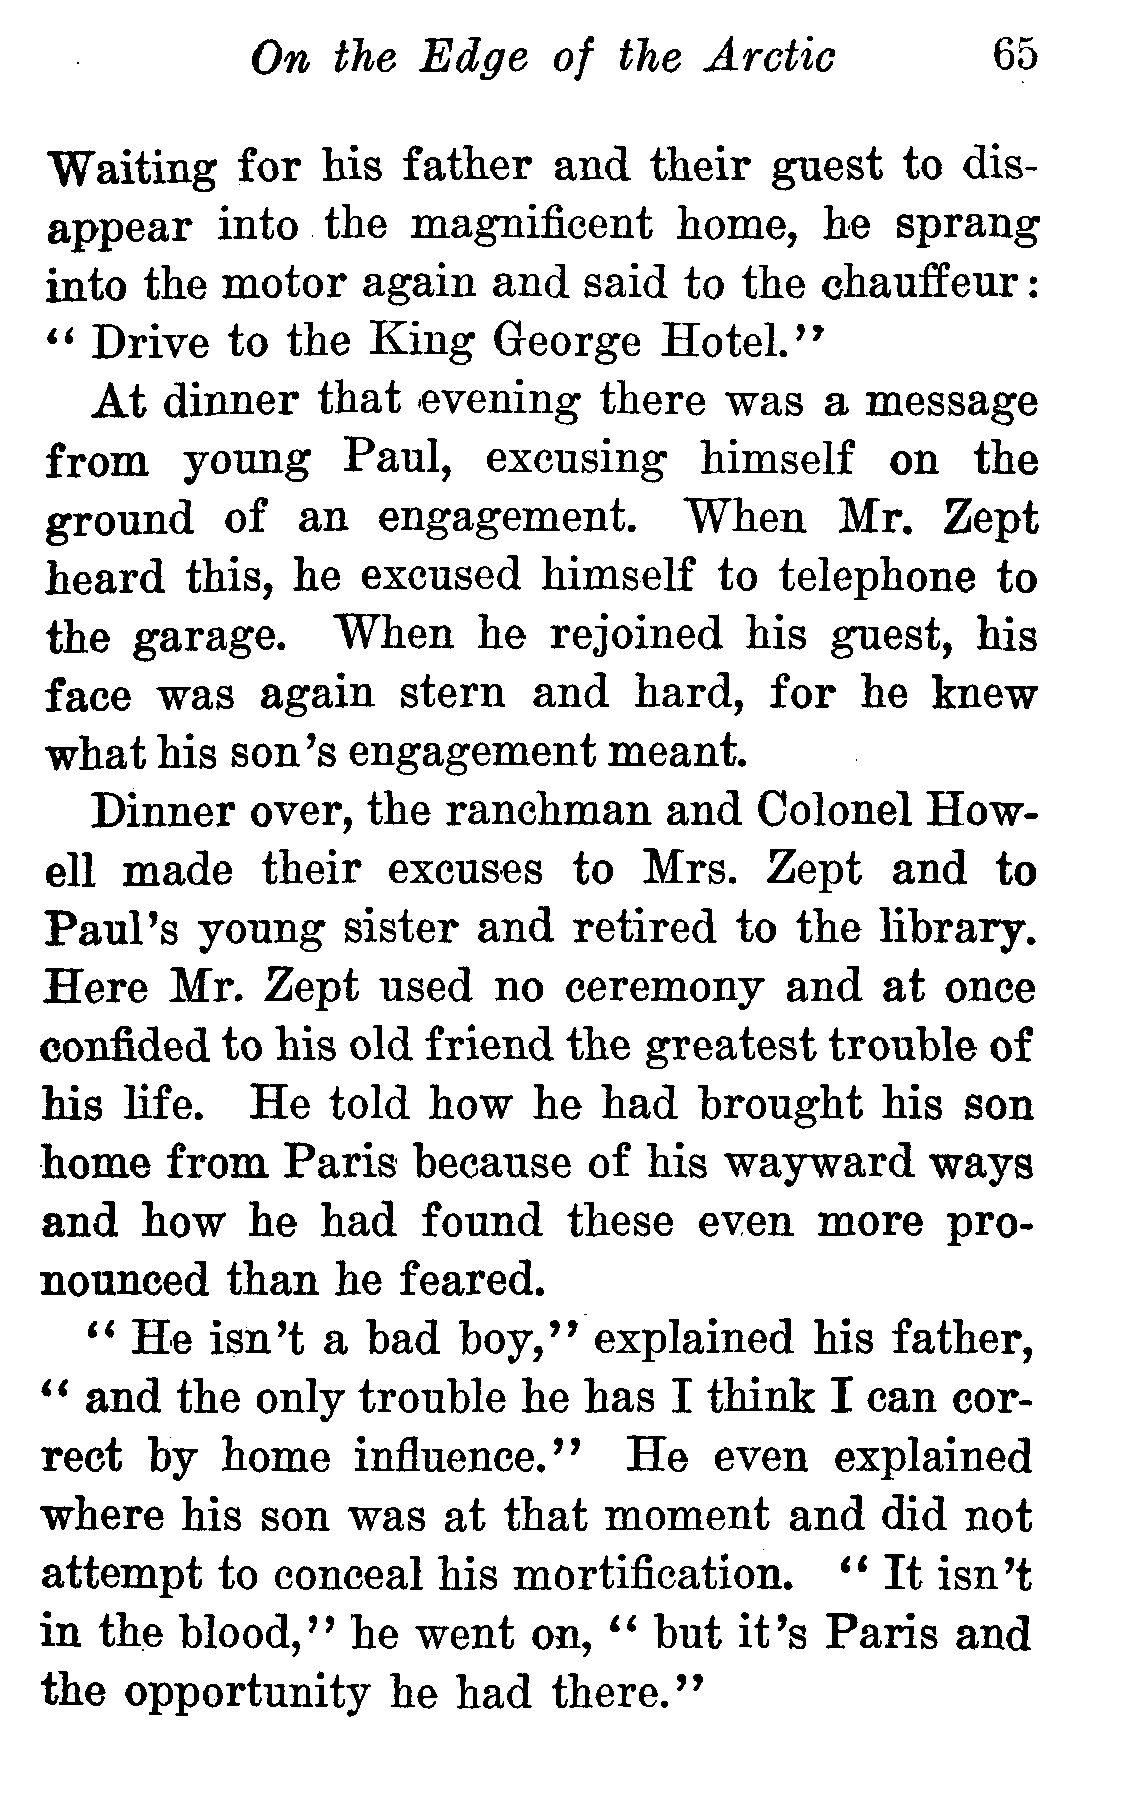 On the Edge of the Arctic 65
Waiting for his father and their guest to dis-
appear into the magnificent home, he sprang
into the motor again and said to the chauffeur:
“ Drive to the King George Hotel.”
At dinner that evening there was a message
from young Paul, excusing himself on the
ground of an engagement. When Mr. Zept
heard this, he excused himself to telephone to
the garage. When he rejoined his guest, his
face was again stern and hard, for he knew
what his son’s engagement meant.
Dinner over, the ranchman and Colonel How-
ell made their excuses to Mrs. Zept and to
Paul’s young sister and retired to the library.
Here Mr. Zept used no ceremony and at once
confided to his old friend the greatest trouble of
his life. He told how he had brought his son
home from Paris because of his wayward ways
and how he had found these even more pro-
nounced than he feared.
“ He isn’t a bad boy,” explained his father,
“ and the only trouble he has I think I can cor-
rect by home influence.” He even explained
where his son was at that moment and did not
attempt to conceal his mortification. “ It isn’t
in the blood,” he went on, “ but it’s Paris and
the opportunity he had there.”